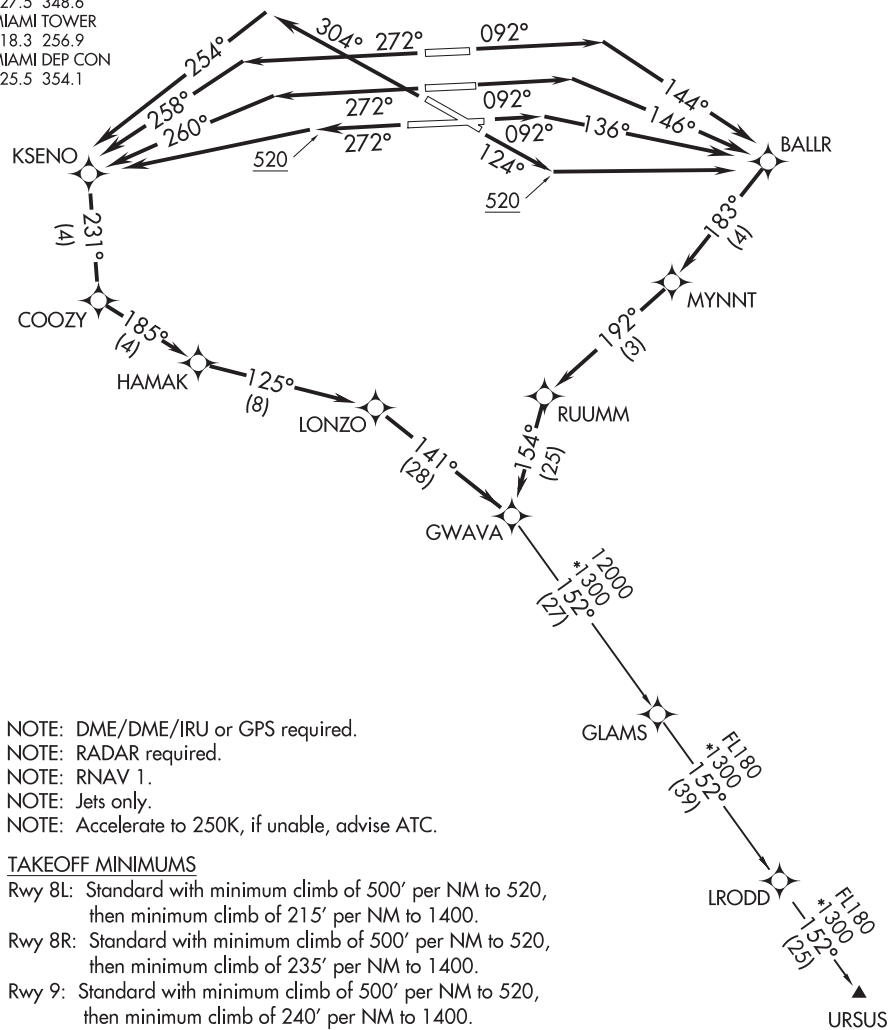 27.5 348.6
MIAMI TOWER
18.3 256.9
MIAMI DEP CON
25.5 354.1
304°
272°
092°
254°
258°
272°
092°
144°
260°
272°
092°
136°
146°
KSENO
520
124°
520
BALLR
231°
(4)
183°
(4)
COOZY
MYNNT
185°
(4)
192°
(3)
HAMAK
125°
(8)
LONZO
RUUMM
141°
(28)
154°
(25)
GWAVA
12000
*1300
152°
(27)
GLAMS
FL180
*1300
152°
(39)
LRODD
FL180
*1300
152°
(25)
URSUS
NOTE: DME/DME/IRU or GPS required.
NOTE: RADAR required.
NOTE: RNAV 1.
NOTE: Jets only.
NOTE: Accelerate to 250K, if unable, advise ATC.
TAKEOFF MINIMUMS
Rwy 8L: Standard with minimum climb of 500' per NM to 520,
then minimum climb of 215' per NM to 1400.
Rwy 8R: Standard with minimum climb of 500' per NM to 520,
then minimum climb of 235' per NM to 1400.
Rwy 9: Standard with minimum climb of 500' per NM to 520,
then minimum climb of 240' per NM to 1400.